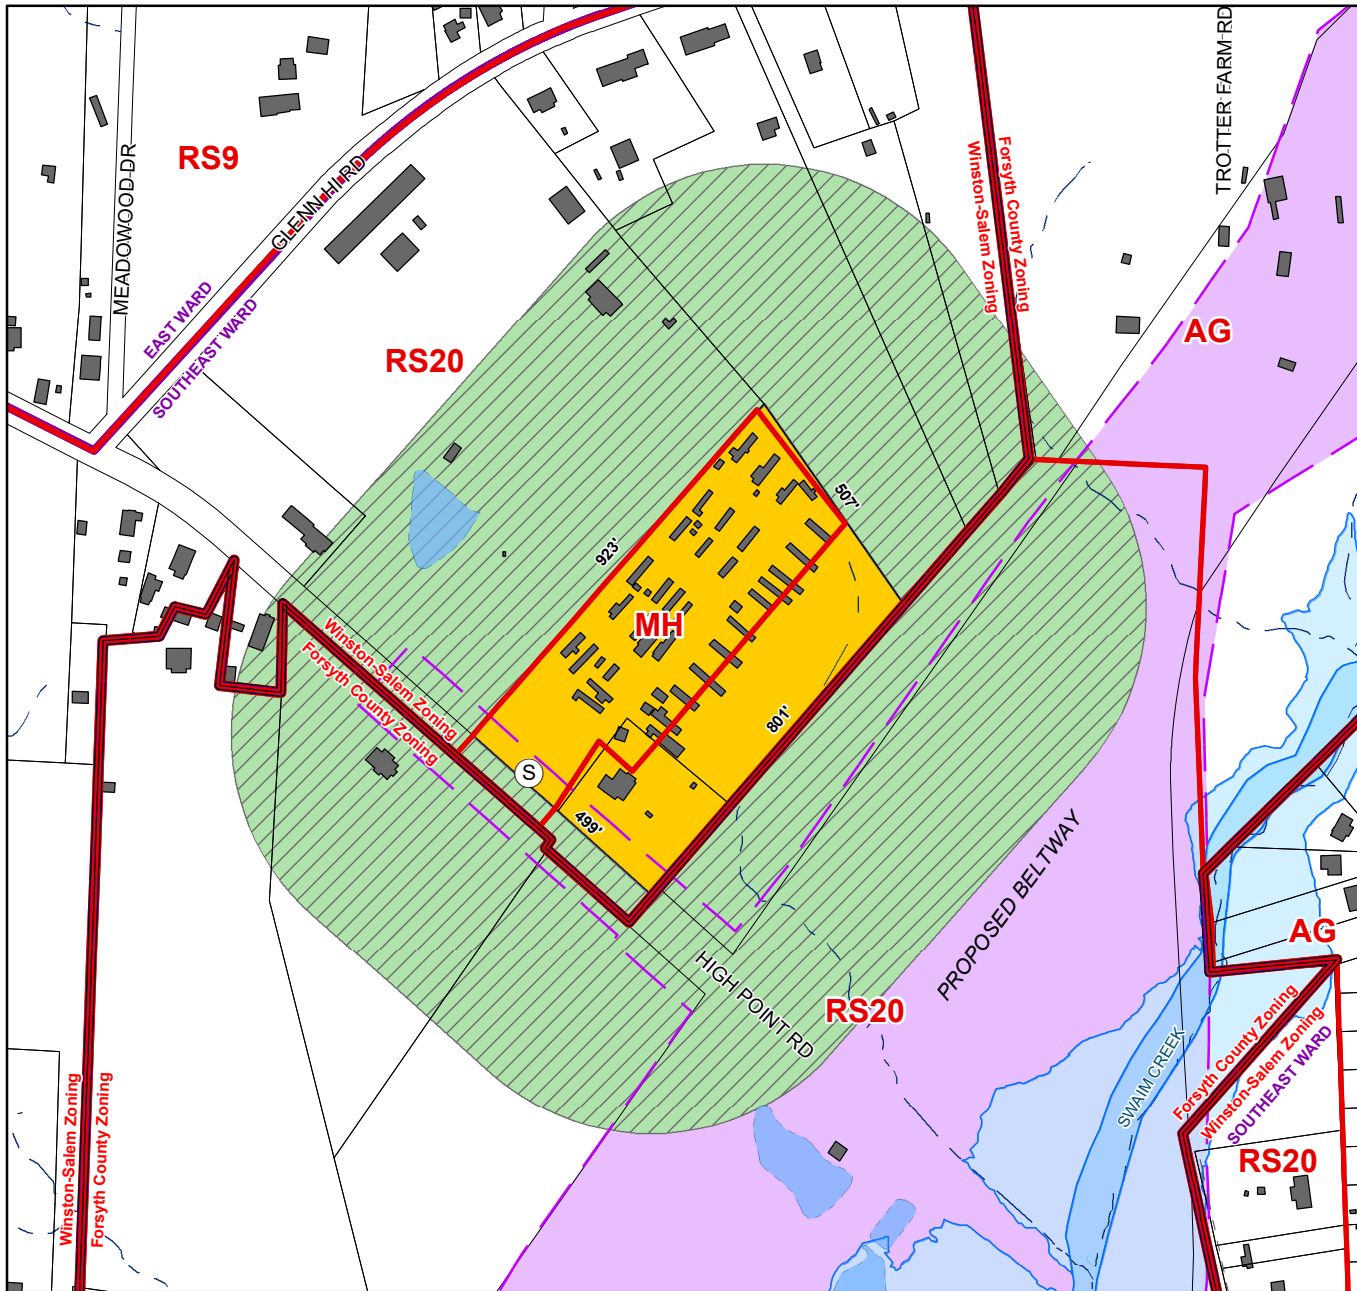 TROTTER FARM RD
MEADOWOOD DR
RS9
GLENN HI RD
Forsyth County Zoning
Winston-Salem Zoning
EAST WARD
SOUTHEAST WARD
RS20
AG
507'
923'
MH
Winston-Salem Zoning
Forsyth County Zoning
801'
S
499'
PROPOSED BELTWAY
HIGH POINT RD
RS20
AG
SWAIM CREEK
Forsyth County Zoning
Winston-Salem Zoning
SOUTHEAST WARD
RS20
Winston-Salem Zoning
Forsyth County Zoning